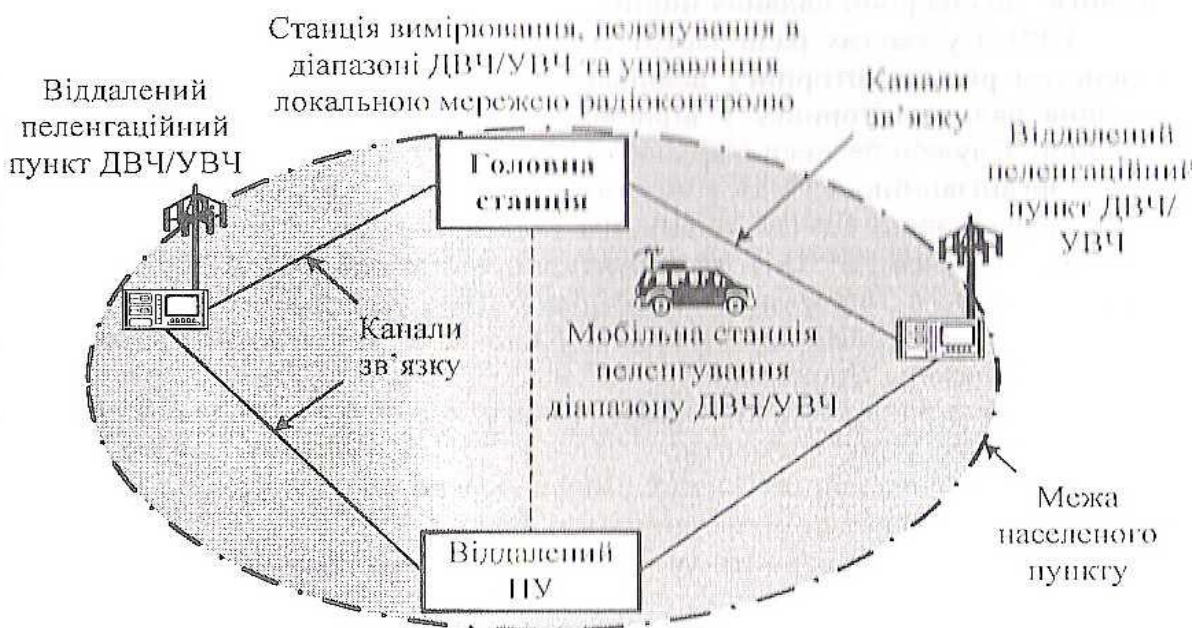 Станція вимірювання, пеленгування в
діапазоні ДВЧ/УВЧ та управління
локальною мережею радіоконтролю
Віддалений
пеленгаційний
пункт ДВЧ/УВЧ
Канали
зв'язку
Віддалений
пеленгаційний
пункт ДВЧ/
УВЧ
Головна
станція
Канали
зв'язку
Мобільна станція
пеленгування
діапазону ДВЧ/УВЧ
Віддалений
ПУ
Межа
населеного
пункту